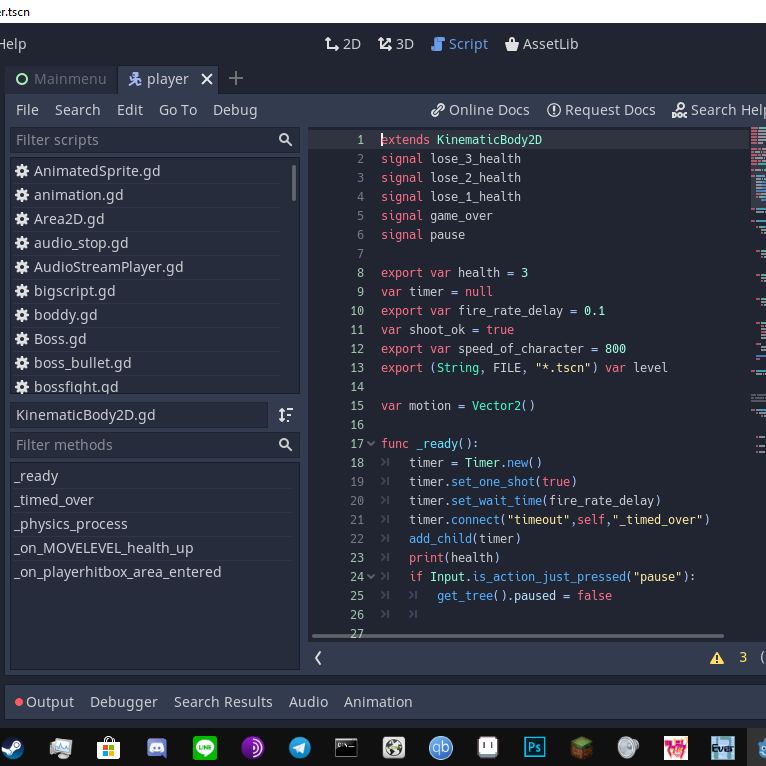 er.tscn
Help
2D
3D
Script
AssetLib
Mainmenu
player
File Search Edit Go To Debug
Online Docs
Request Docs
Search Help
Filter scripts
AnimatedSprite.gd
animation.gd
Area2D.gd
audio_stop.gd
AudioStreamPlayer.gd
bigscript.gd
boddy.gd
Boss.gd
boss_bullet.gd
bossfight.gd
KinematicBody2D.gd
Filter methods
_ready
_timed_over
_physics_process
_on_MOVELEVEL_health_up
_on_playerhitbox_area_entered
1 extends KinematicBody2D
2 signal lose_3_health
3 signal lose_2_health
4 signal lose_1_health
5 signal game_over
6 signal pause
7
8 export var health = 3
9 var timer = null
10 export var fire_rate_delay = 0.1
11 var shoot_ok = true
12 export var speed_of_character = 800
13 export (String, FILE, "*.tscn") var level
14
15 var motion = Vector2()
16
17 func _ready():
18 timer = Timer.new()
19 timer.set_one_shot(true)
20 timer.set_wait_time(fire_rate_delay)
21 timer.connect("timeout",self,"_timed_over")
22 add_child(timer)
23 print(health)
24 if Input.is_action_just_pressed("pause"):
25 get_tree().paused = false
26
27
3 (
Output Debugger Search Results Audio Animation
LINE
qb
Ps
Ever